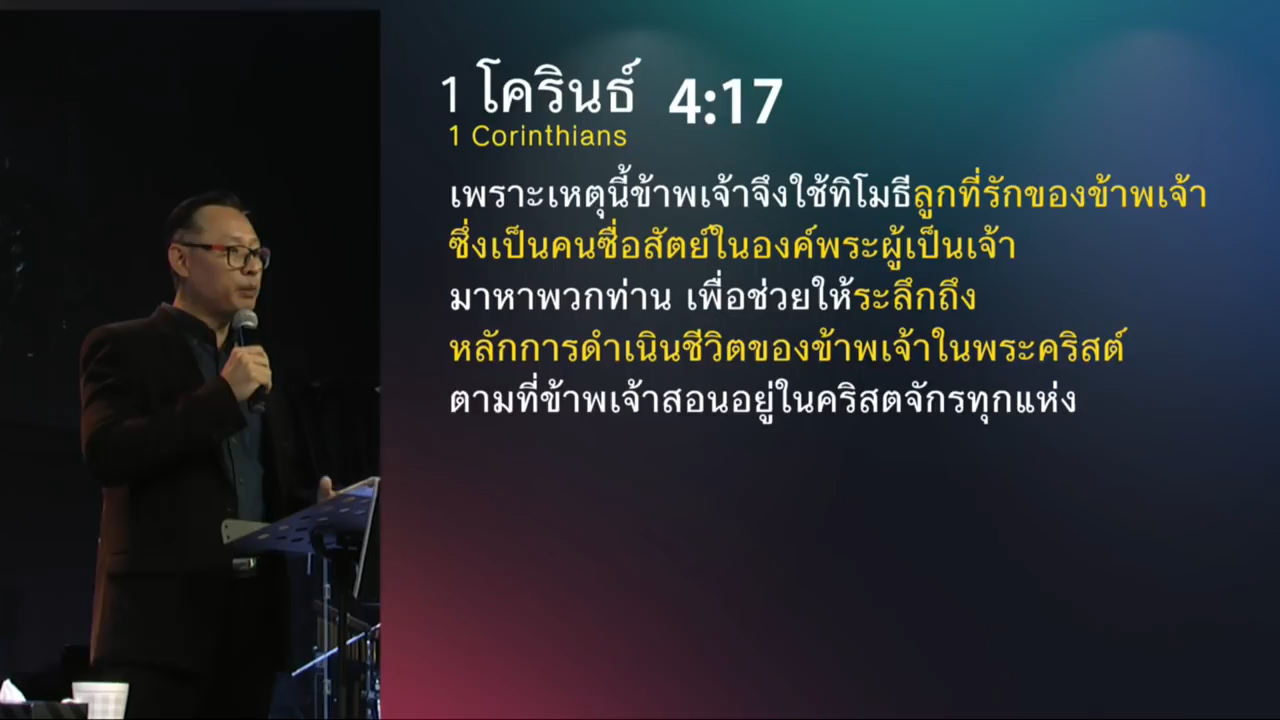 1 โครินธ์ 4:17
1 Corinthians
เพราะเหตุนี้ข้าพเจ้าจึงใช้ทิโมธีลูกที่รักของข้าพเจ้า
ซึ่งเป็นคนซื่อสัตย์ในองค์พระผู้เป็นเจ้า
มาหาพวกท่าน เพื่อช่วยให้ระลึกถึง
หลักการดำเนินชีวิตของข้าพเจ้าในพระคริสต์
ตามที่ข้าพเจ้าสอนอยู่ในคริสตจักรทุกแห่ง